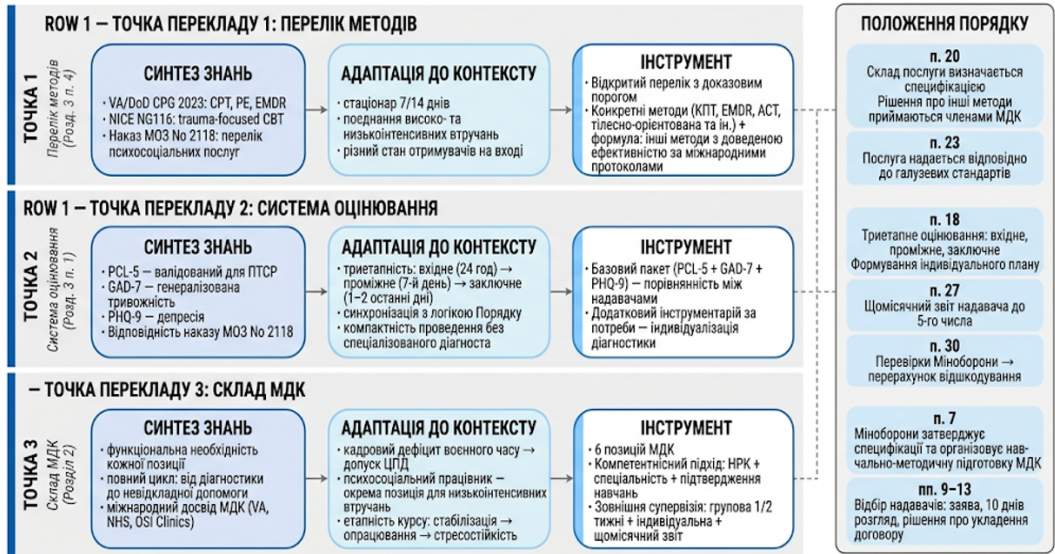 ROW 1 — ТОЧКА ПЕРЕКЛАДУ 1: ПЕРЕЛІК МЕТОДІВ
ТОЧКА 1
Перелік методів
(Розд. 3 п. 4)
СИНТЕЗ ЗНАНЬ
• VA/DoD CPG 2023: CPT, PE, EMDR
• NICE NG116: trauma-focused CBT
• Наказ МОЗ No 2118: перелік
психосоціальних послуг
АДАПТАЦІЯ ДО КОНТЕКСТУ
• стаціонар 7/14 днів
• поєднання високо- та
низькоінтенсивних втручань
• різний стан отримувачів на вході
ІНСТРУМЕНТ
• Відкритий перелік з доказовим
порогом
• Конкретні методи (КПТ, EMDR, ACT,
тілесно-орієнтована та ін.) +
формула: інші методи з доведеною
ефективністю за міжнародними
протоколами
ROW 1 — ТОЧКА ПЕРЕКЛАДУ 2: СИСТЕМА ОЦІНЮВАННЯ
ТОЧКА 2
Система оцінювання
(Розд. 3 п. 1)
СИНТЕЗ ЗНАНЬ
• PCL-5 — валідований для ПТСР
• GAD-7 — генералізована
тривожність
• PHQ-9 — депресія
• Відповідність наказу МОЗ No 2118
АДАПТАЦІЯ ДО КОНТЕКСТУ
• триетапність: вхідне (24 год) →
проміжне (7-й день) → заключне
(1–2 останні дні)
• синхронізація з логікою Порядку
• компактність проведення без
спеціалізованого діагноста
ІНСТРУМЕНТ
• Базовий пакет (PCL-5 + GAD-7 +
PHQ-9) — порівнянність між
надавачами
• Додатковий інструментарій за
потреби — індивідуалізація
діагностики
— ТОЧКА ПЕРЕКЛАДУ 3: СКЛАД МДК
ТОЧКА 3
Склад МДК
(Розділ 2)
СИНТЕЗ ЗНАНЬ
• функціональна необхідність
кожної позиції
• повний цикл: від діагностики
до невідкладної допомоги
• міжнародний досвід МДК (VA,
NHS, OSI Clinics)
АДАПТАЦІЯ ДО КОНТЕКСТУ
• кадровий дефіцит воєнного часу →
допуск ЦПД
• психосоціальний працівник —
окрема позиція для низькоінтенсивних
втручань
• етапність курсу: стабілізація →
опрацювання → стресостійкість
ІНСТРУМЕНТ
• 6 позицій МДК
• Компетентнісний підхід: НРК +
спеціальність + підтвердження
навчань
• Зовнішня супервізія: групова 1/2
тижні + індивідуальна +
щомісячний звіт
ПОЛОЖЕННЯ ПОРЯДКУ
п. 20
Склад послуги визначається
специфікацією
Рішення про інші методи
приймаються членами МДК
п. 23
Послуга надається відповідно
до галузевих стандартів
п. 18
Триетапне оцінювання: вхідне,
проміжне, заключне
Формування індивідуального плану
п. 27
Щомісячний звіт надавача до
5-го числа
п. 30
Перевірки Міноборони →
перерахунок відшкодування
п. 7
Міноборони затверджує
специфікації та організовує нав-
чально-методичну підготовку МДК
пп. 9–13
Відбір надавачів: заява, 10 днів
розгляд, рішення про укладення
договору